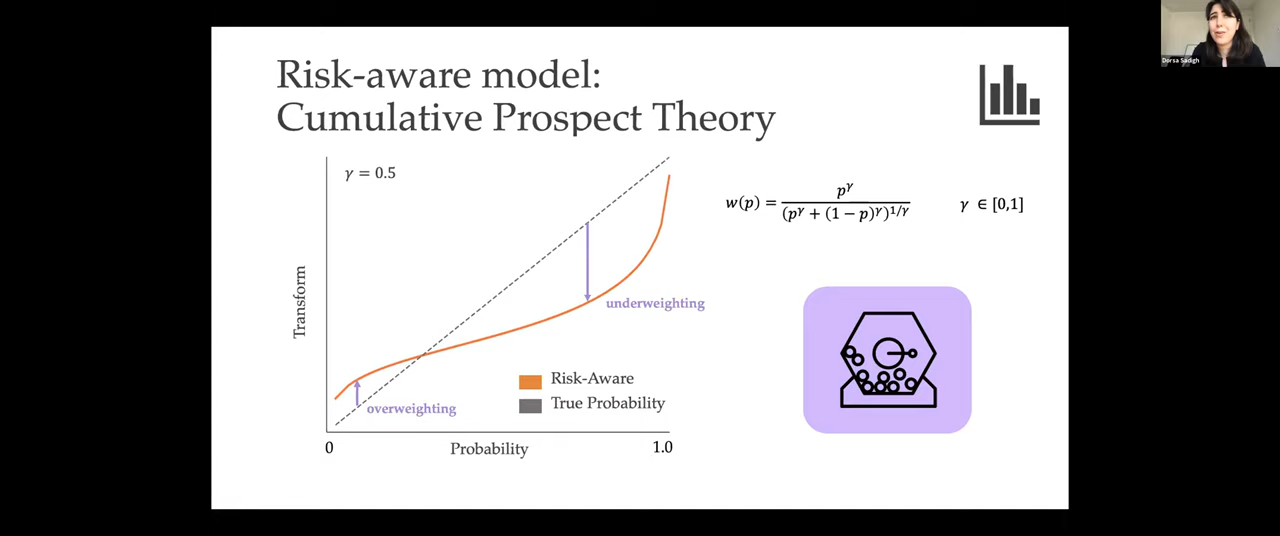 Dorsa Sadigh
Risk-aware model:
Cumulative Prospect Theory
γ = 0.5
w(p) = p^γ / (p^γ + (1 − p)^γ)^1/γ
γ ∈ [0,1]
Transform
underweighting
overweighting
Risk-Aware
True Probability
0
Probability
1.0